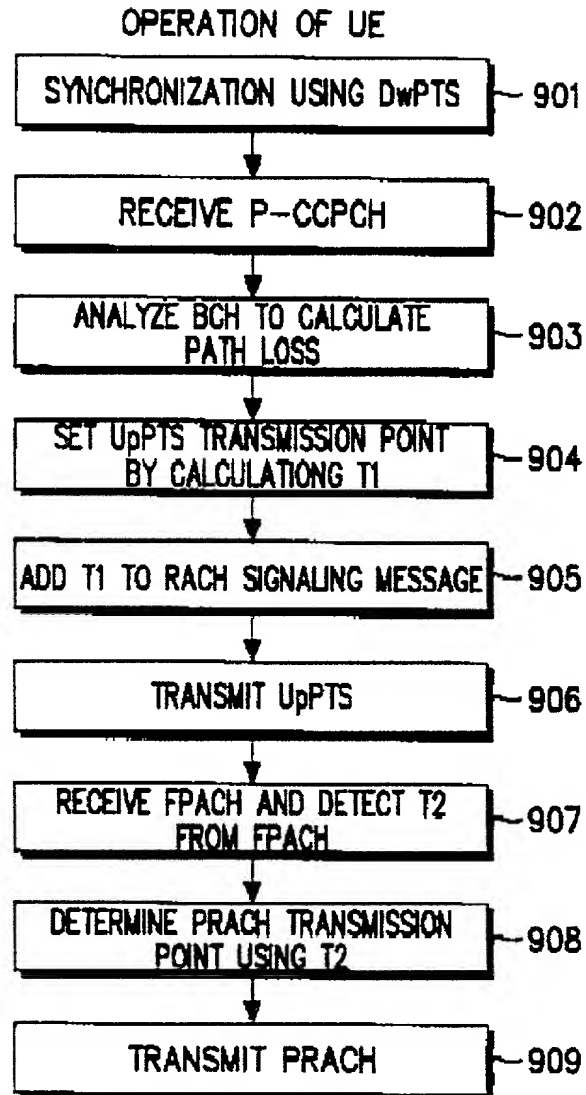 OPERATION OF UE
SYNCHRONIZATION USING DwPTS
901
RECEIVE P-CCPCH
902
ANALYZE BCH TO CALCULATE
PATH LOSS
903
SET UpPTS TRANSMISSION POINT
BY CALCULATIONG T1
904
ADD T1 TO RACH SIGNALING MESSAGE
905
TRANSMIT UpPTS
906
RECEIVE FPACH AND DETECT T2
FROM FPACH
907
DETERMINE PRACH TRANSMISSION
POINT USING T2
908
TRANSMIT PRACH
909